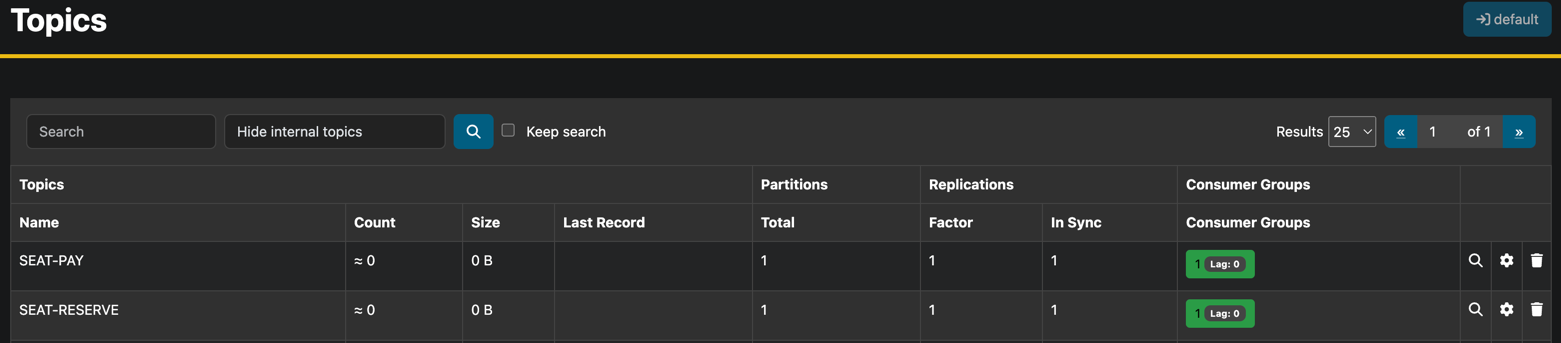 Topics
default
Search
Hide internal topics
Keep search
Results 25 « 1 of 1 »
Topics Partitions Replications Consumer Groups
Name Count Size Last Record Total Factor In Sync Consumer Groups
SEAT-PAY ≈ 0 0 B 1 1 1 1 Lag: 0
SEAT-RESERVE ≈ 0 0 B 1 1 1 1 Lag: 0